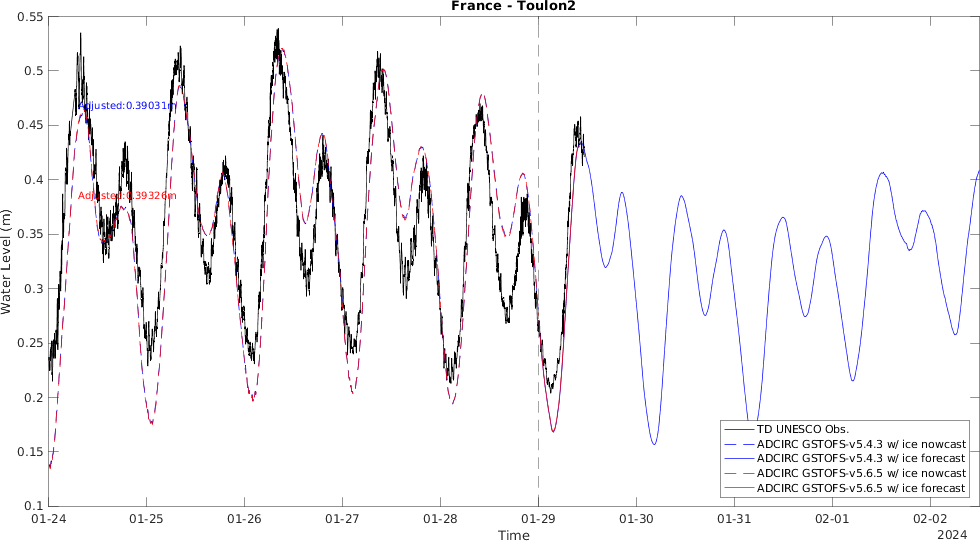 France - Toulon2
0.55
0.5
0.45
0.4
0.35
0.3
0.25
0.2
0.15
0.1
Water Level (m)
Adjusted:0.39031m
Adjusted:0.39326m
TD UNESCO Obs.
ADCIRC GSTOFS-v5.4.3 w/ ice nowcast
ADCIRC GSTOFS-v5.4.3 w/ ice forecast
ADCIRC GSTOFS-v5.6.5 w/ ice nowcast
ADCIRC GSTOFS-v5.6.5 w/ ice forecast
01-24 01-25 01-26 01-27 01-28 01-29 01-30 01-31 02-01 02-02
Time
2024